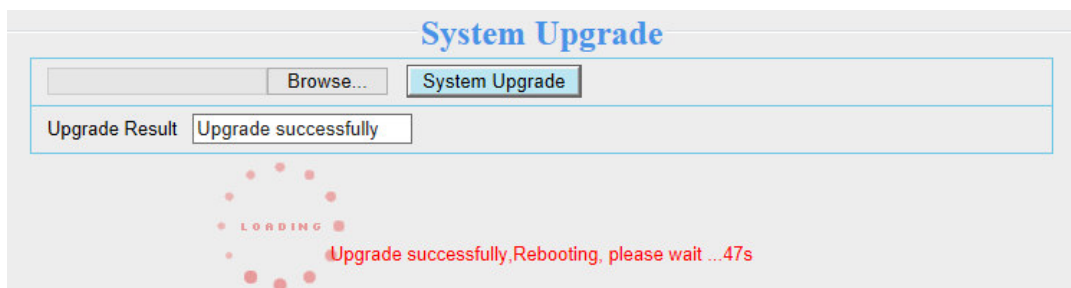 System Upgrade
Browse... System Upgrade
Upgrade Result Upgrade successfully
LOADING
Upgrade successfully,Rebooting, please wait ...47s